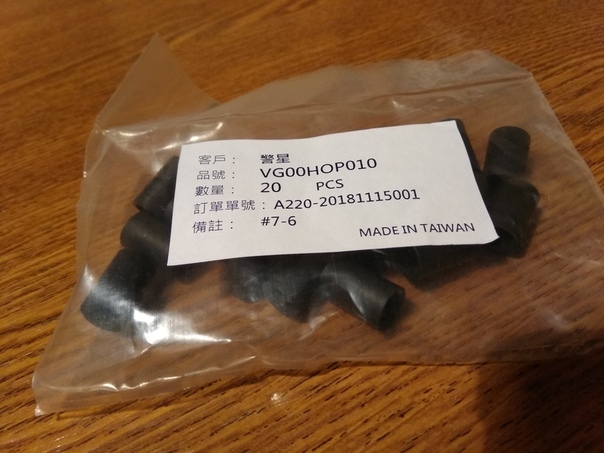 客戶： 警星
品號： VG00HOP010
數量： 20 PCS
訂單單號：A220-20181115001
備註： #7-6
MADE IN TAIWAN